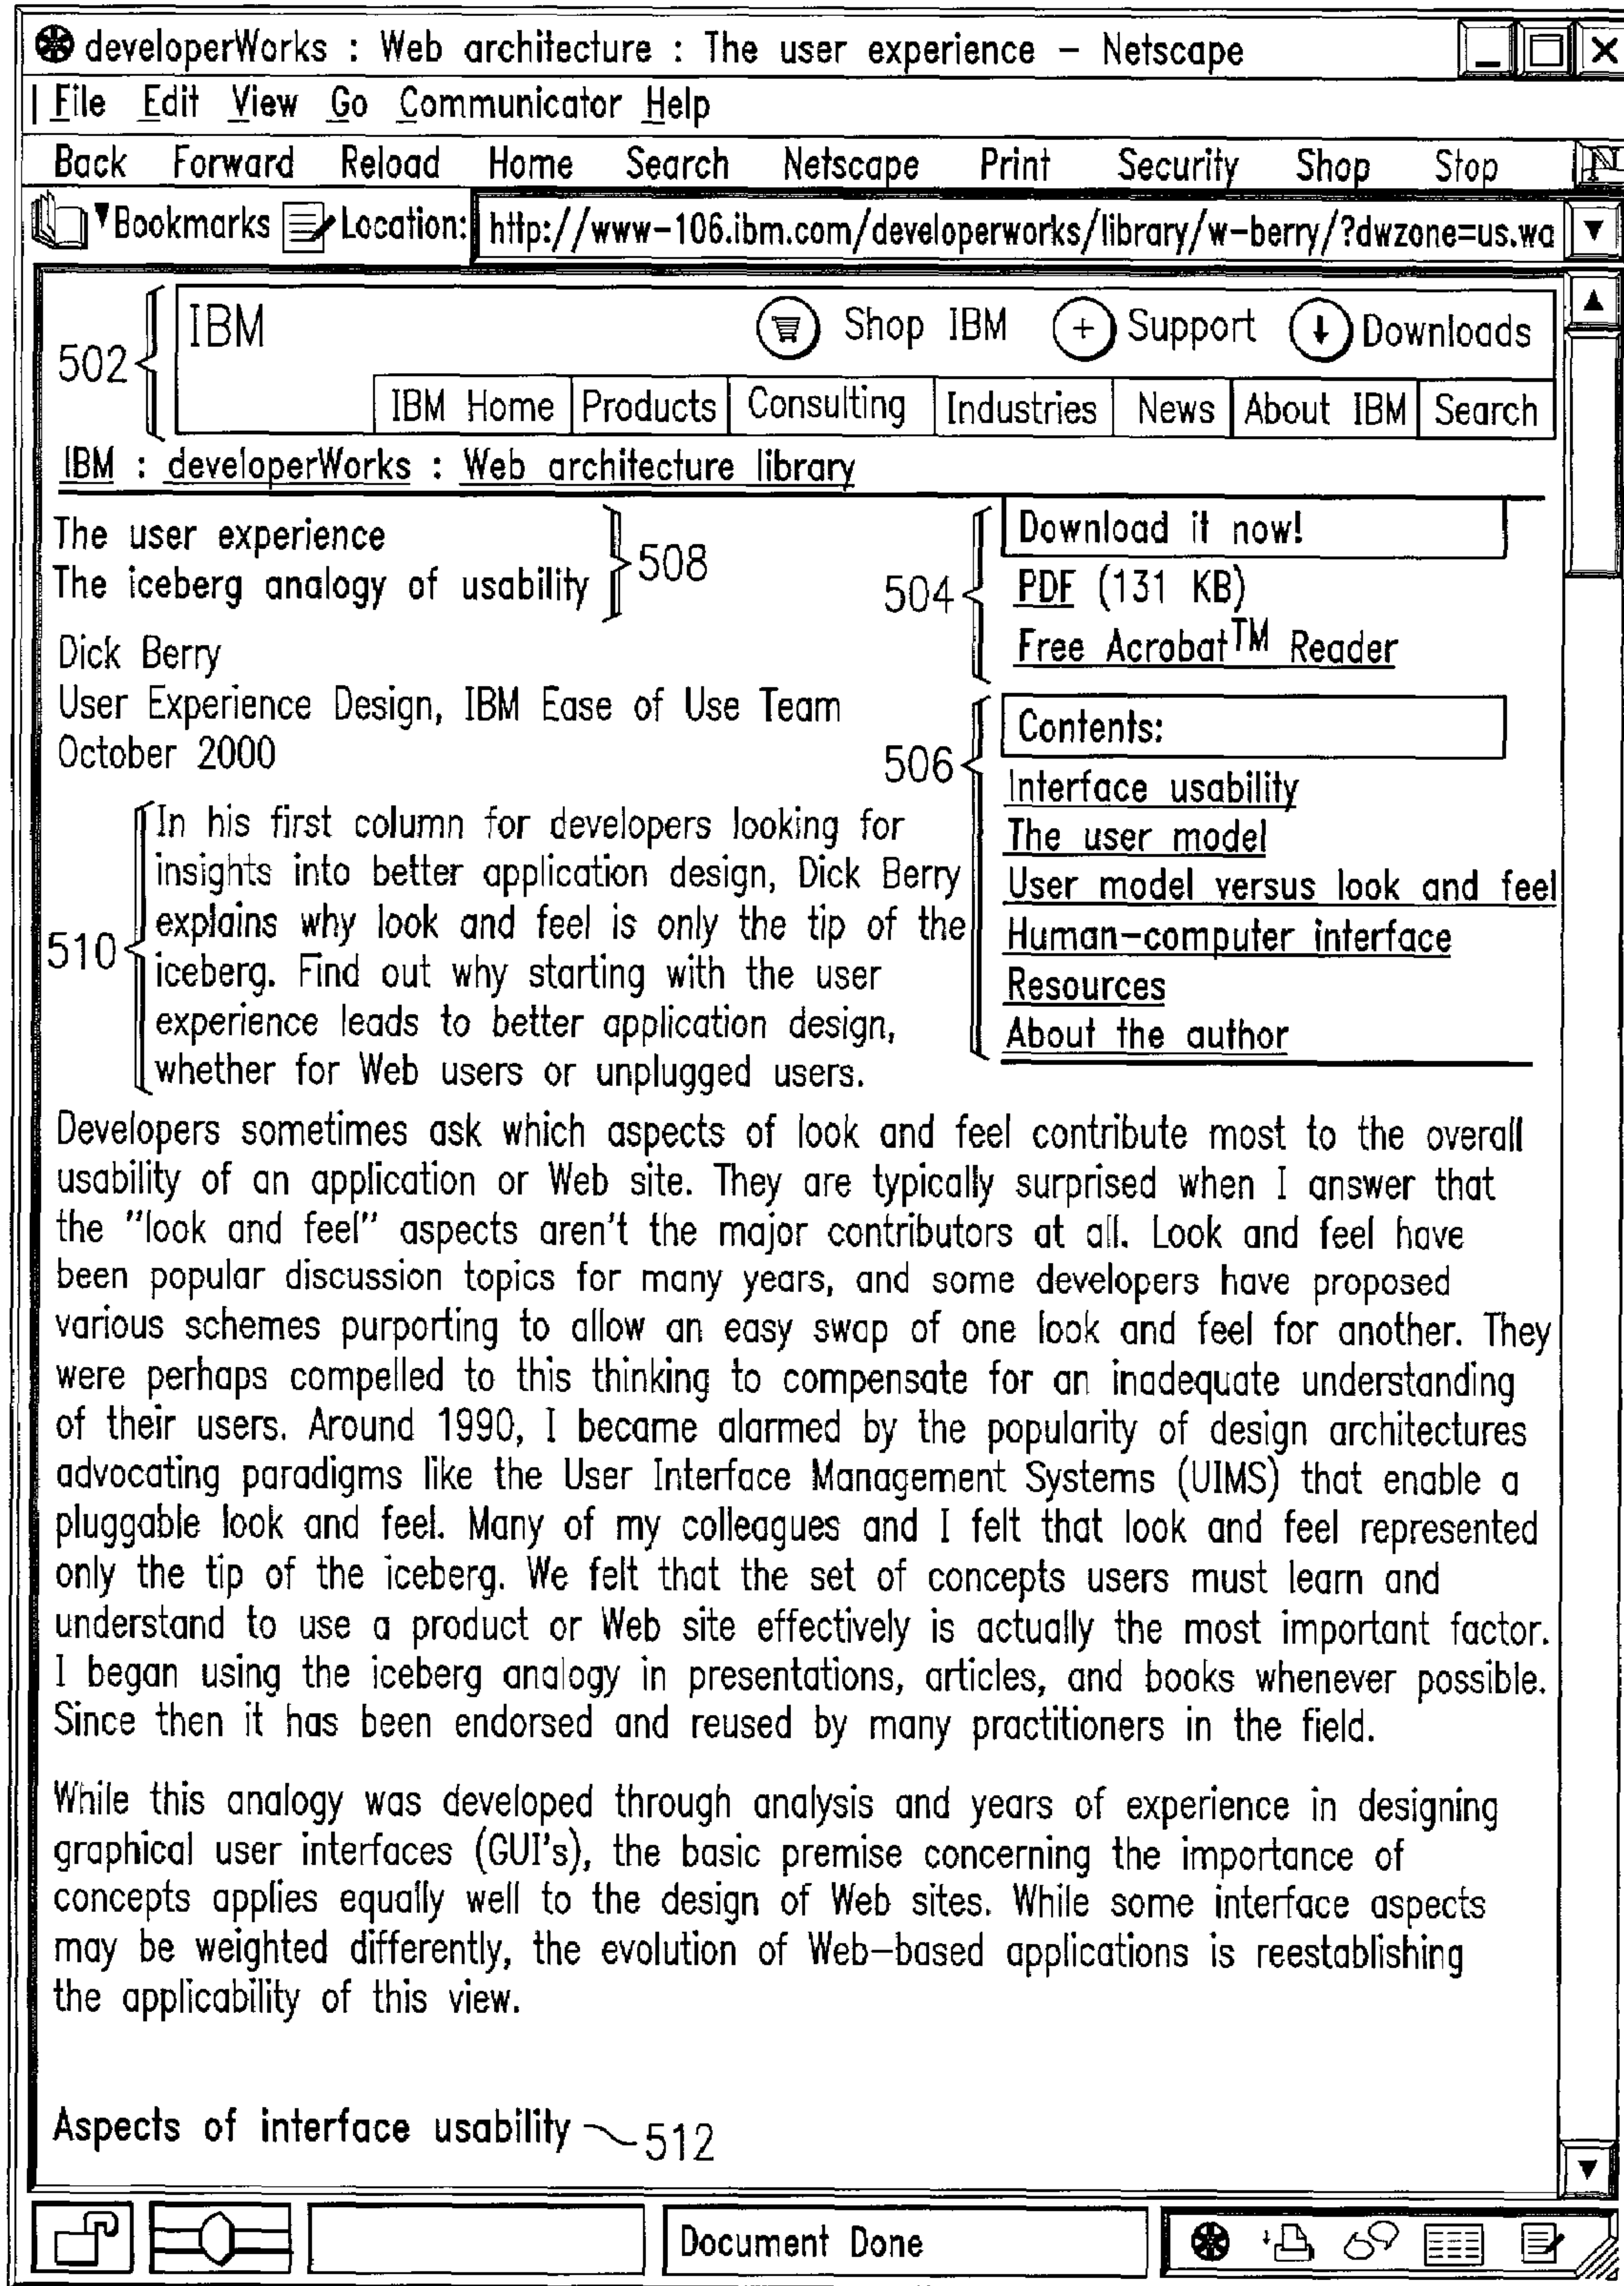 developerWorks : Web architecture : The user experience – Netscape
File Edit View Go Communicator Help
Back Forward Reload Home Search Netscape Print Security Shop Stop N
Bookmarks Location: http://www-106.ibm.com/developerworks/library/w-berry/?dwzone=us.wa
502
IBM Shop IBM Support Downloads
IBM Home Products Consulting Industries News About IBM Search
IBM : developerWorks : Web architecture library
The user experience
The iceberg analogy of usability
508
Dick Berry
User Experience Design, IBM Ease of Use Team
October 2000
504
Download it now!
PDF (131 KB)
Free Acrobat™ Reader
506
Contents:
Interface usability
The user model
User model versus look and feel
Human-computer interface
Resources
About the author
510
In his first column for developers looking for
insights into better application design, Dick Berry
explains why look and feel is only the tip of the
iceberg. Find out why starting with the user
experience leads to better application design,
whether for Web users or unplugged users.
Developers sometimes ask which aspects of look and feel contribute most to the overall
usability of an application or Web site. They are typically surprised when I answer that
the "look and feel" aspects aren't the major contributors at all. Look and feel have
been popular discussion topics for many years, and some developers have proposed
various schemes purporting to allow an easy swap of one look and feel for another. They
were perhaps compelled to this thinking to compensate for an inadequate understanding
of their users. Around 1990, I became alarmed by the popularity of design architectures
advocating paradigms like the User Interface Management Systems (UIMS) that enable a
pluggable look and feel. Many of my colleagues and I felt that look and feel represented
only the tip of the iceberg. We felt that the set of concepts users must learn and
understand to use a product or Web site effectively is actually the most important factor.
I began using the iceberg analogy in presentations, articles, and books whenever possible.
Since then it has been endorsed and reused by many practitioners in the field.
While this analogy was developed through analysis and years of experience in designing
graphical user interfaces (GUI's), the basic premise concerning the importance of
concepts applies equally well to the design of Web sites. While some interface aspects
may be weighted differently, the evolution of Web-based applications is reestablishing
the applicability of this view.
Aspects of interface usability 512
Document Done